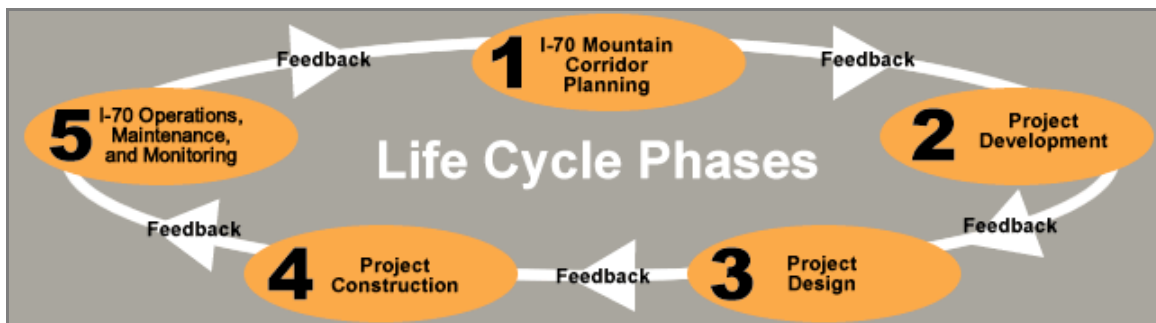 Life Cycle Phases
1
I-70 Mountain
Corridor
Planning
Feedback
2
Project
Development
Feedback
3
Project
Design
Feedback
4
Project
Construction
Feedback
5
I-70 Operations,
Maintenance,
and Monitoring
Feedback